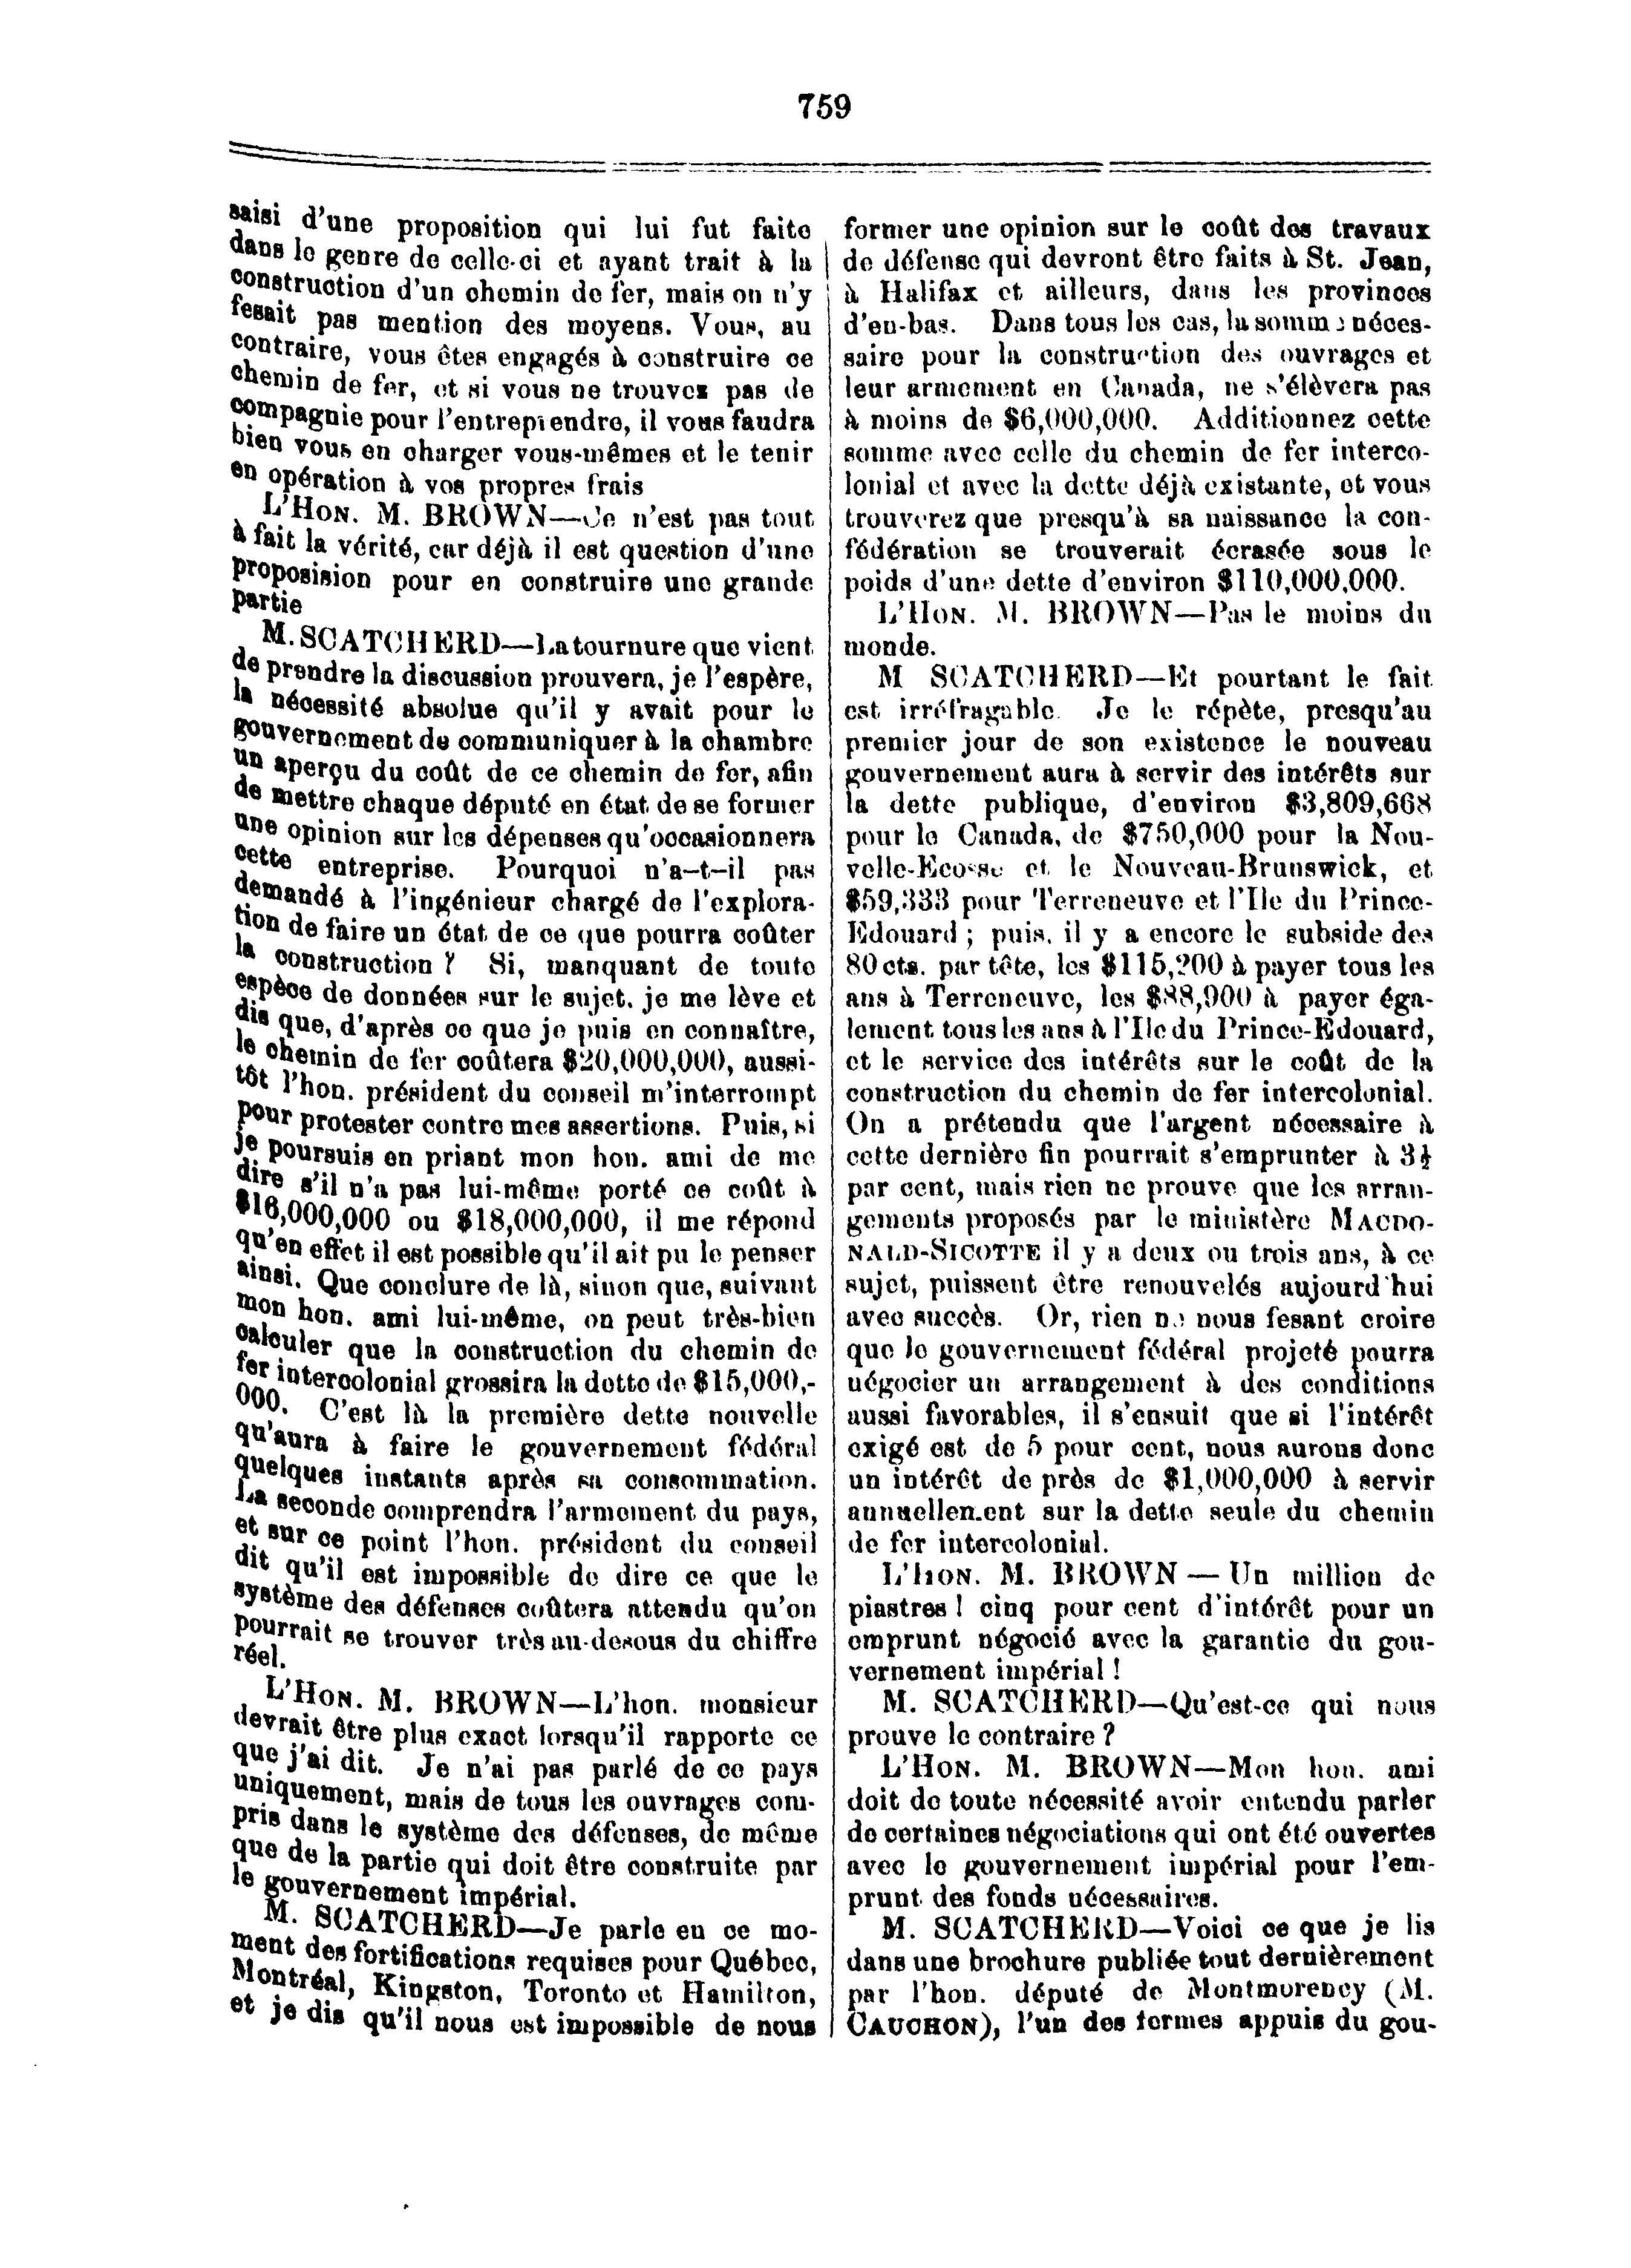 759
saisi d'une proposition qui lui fut faite
dans le genre de celle-ci et ayant trait à la
construction d'un chemin de fer, mais on n'y
fesait pas mention des moyens. Vous, au
contraire, vous êtes engagés à construire ce
chemin de fer, et si vous ne trouvez pas de
compagnie pour l'entreprendre, il vous faudra
bien vous en charger vous-mêmes et le tenir
en opération à vos propres frais
L'HON. M. BROWN—Ce n'est pas tout
à fait la vérité, car déjà il est question d'une
proposision pour en construire une grande
partie
M. SCATCHERD—La tournure que vient
de prendre la discussion prouvera, je l'espère,
la nécessité absolue qu'il y avait pour le
gouvernement de communiquer à la chambre
un aperçu du coût de ce chemin de fer, afin
de mettre chaque député en état de se former
une opinion sur les dépenses qu'occasionnera
cette entreprise. Pourquoi n'a-t-il pas
demandé à l'ingénieur chargé de l'explora-
tion de faire un état de ce que pourra coûter
la construction ? Si, manquant de toute
espèce de données sur le sujet, je me lève et
dis que, d'après ce que je puis en connaître,
le chemin de fer coûtera $20,000,000, aussi-
tôt l'hon. président du conseil m'interrompt
pour protester contre mes assertions. Puis, si
je poursuis en priant mon hon. ami de me
dire s'il n'a pas lui-même porté ce coût à
$16,000,000 ou $18,000,000, il me répond
qu'en effet il est possible qu'il ait pu le penser
ainsi. Que conclure de là, sinon que, suivant
mon hon. ami lui-même, on peut très-bien
calculer que la construction du chemin de
fer intercolonial grossira la dette de $15,000,-
000. C'est là la première dette nouvelle
qu'aura à faire le gouvernement fédéral
quelques instants après sa consommation.
La seconde comprendra l'armement du pays,
et sur ce point l'hon. président du conseil
dit qu'il est impossible de dire ce que le
système des défenses coûtera attendu qu'on
pourrait se trouver très au-desous du chiffre
réel.
L'HON. M. BROWN—L'hon. monsieur
devrait être plus exact lorsqu'il rapporte ce
que j'ai dit. Je n'ai pas parlé de ce pays
uniquement, mais de tous les ouvrages com-
pris dans le système des défenses, de même
que de la partie qui doit être construite par
le gouvernement impérial.
M. SCATCHERD—Je parle en ce mo-
ment des fortifications requises pour Québec,
Montréal, Kingston, Toronto et Hamilton,
et je dis qu'il nous est impossible de nous
former une opinion sur le coût des travaux
de défense qui devront être faits à St. Jean,
à Halifax et ailleurs, dans les provinces
d'en-bas. Dans tous les cas, la somme néces-
saire pour la construction des ouvrages et
leur armement en Canada, ne s'élèvera pas
à moins de $6,000,000. Additionnez cette
somme avec celle du chemin de fer interco-
lonial et avec la dette déjà existante, et vous
trouverez que presqu'à sa naissance la con-
fédération se trouverait écrasée sous le
poids d'une dette d'environ $110,000,000.
L'HON. M. BROWN—Pas le moins du
monde.
M SCATCHERD—Et pourtant le fait
est irréfragable. Je le répète, presqu'au
premier jour de son existence le nouveau
gouvernement aura à servir des intérêts sur
la dette publique, d'environ $3,809,668
pour le Canada, de $750,000 pour la Nou-
velle-Ecosse et le Nouveau-Brunswick, et
$59,333 pour Terreneuve et l'Ile du Prince-
Edouard ; puis, il y a encore le subside des
80 cts. par tête, les $115,200 à payer tous les
ans à Terreneuve, les $88,900 à payer éga-
lement tous les ans à l'Ile du Prince-Edouard,
et le service des intérêts sur le coût de la
construction du chemin de fer intercolonial.
On a prétendu que l'argent nécessaire à
cette dernière fin pourrait s'emprunter à 3½
par cent, mais rien ne prouve que les arran-
gements proposés par le ministère MACDO-
NALD-SICOTTE il y a deux ou trois ans, à ce
sujet, puissent être renouvelés aujourd'hui
avec succès. Or, rien ne nous fesant croire
que le gouvernement fédéral projeté pourra
négocier un arrangement à des conditions
aussi favorables, il s'ensuit que si l'intérêt
exigé est de 5 pour cent, nous aurons donc
un intérêt de près de $1,000,000 à servir
annuellement sur la dette seule du chemin
de fer intercolonial.
L'HON. M. BROWN — Un million de
piastres ! cinq pour cent d'intérêt pour un
emprunt négocié avec la garantie du gou-
vernement impérial !
M. SCATCHERD—Qu'est-ce qui nous
prouve le contraire ?
L'HON. M. BROWN—Mon hon. ami
doit de toute nécessité avoir entendu parler
de certaines négociations qui ont été ouvertes
avec le gouvernement impérial pour l'em-
prunt des fonds nécessaires.
M. SCATCHERD—Voici ce que je lis
dans une brochure publiée tout dernièrement
par l'hon. député de Montmorency (M.
CAUCHON), l'un des fermes appuis du gou-